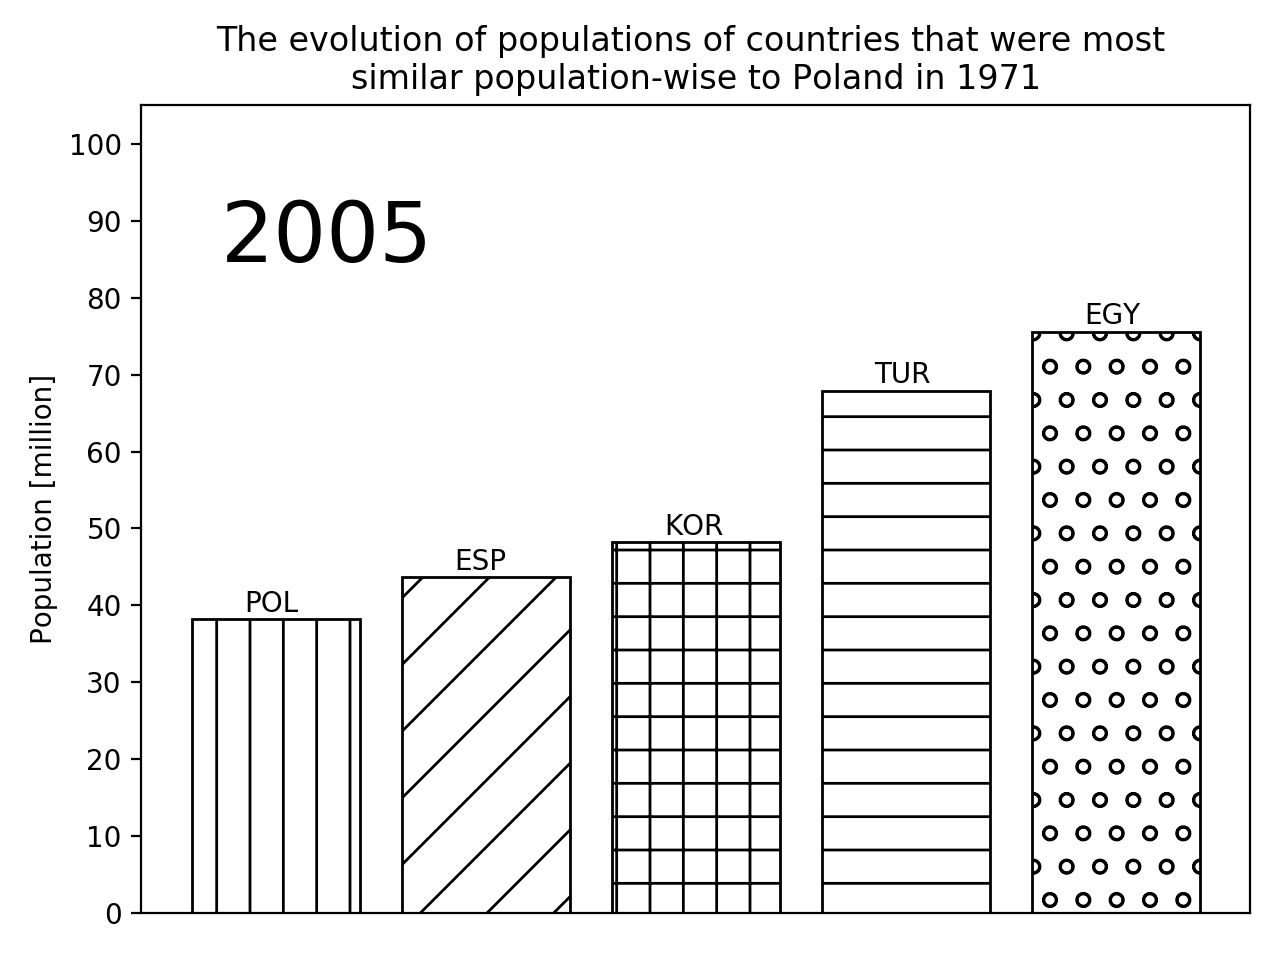 The evolution of populations of countries that were most
similar population-wise to Poland in 1971
Population [million]
100
90
80
70
60
50
40
30
20
10
0
2005
POL
ESP
KOR
TUR
EGY